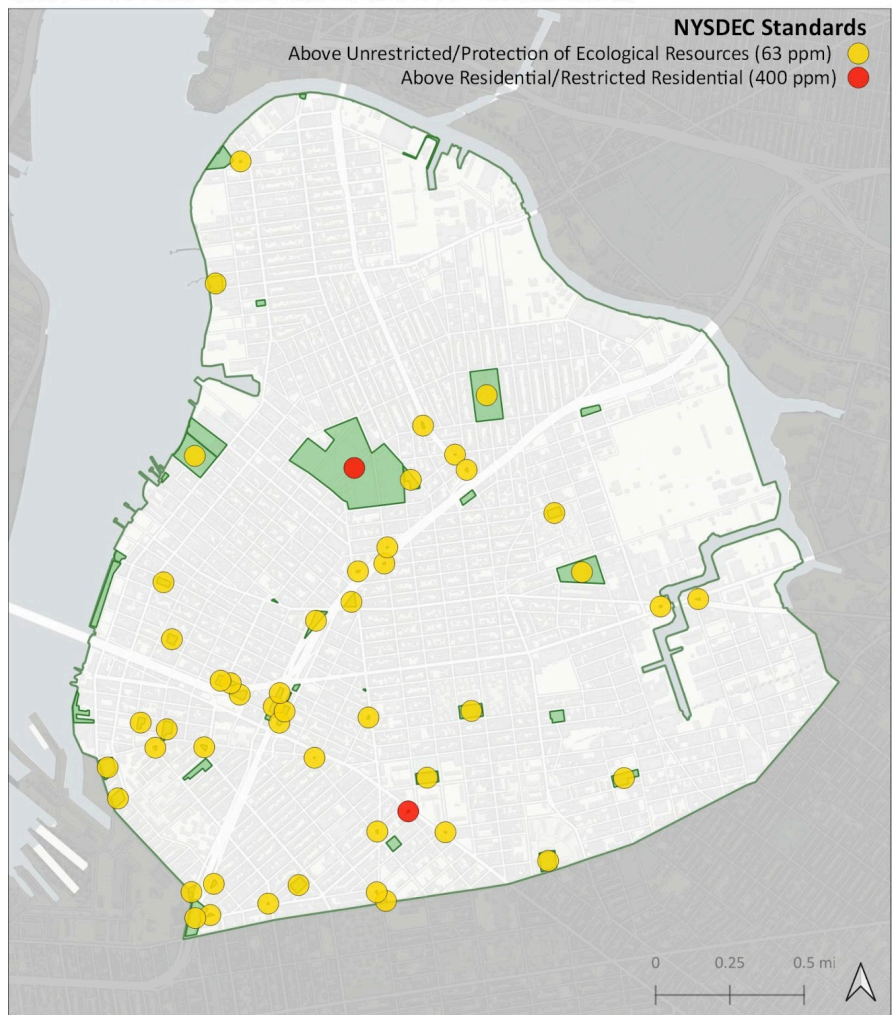 NYSDEC Standards
Above Unrestricted/Protection of Ecological Resources (63 ppm)
Above Residential/Restricted Residential (400 ppm)
0 0.25 0.5 mi